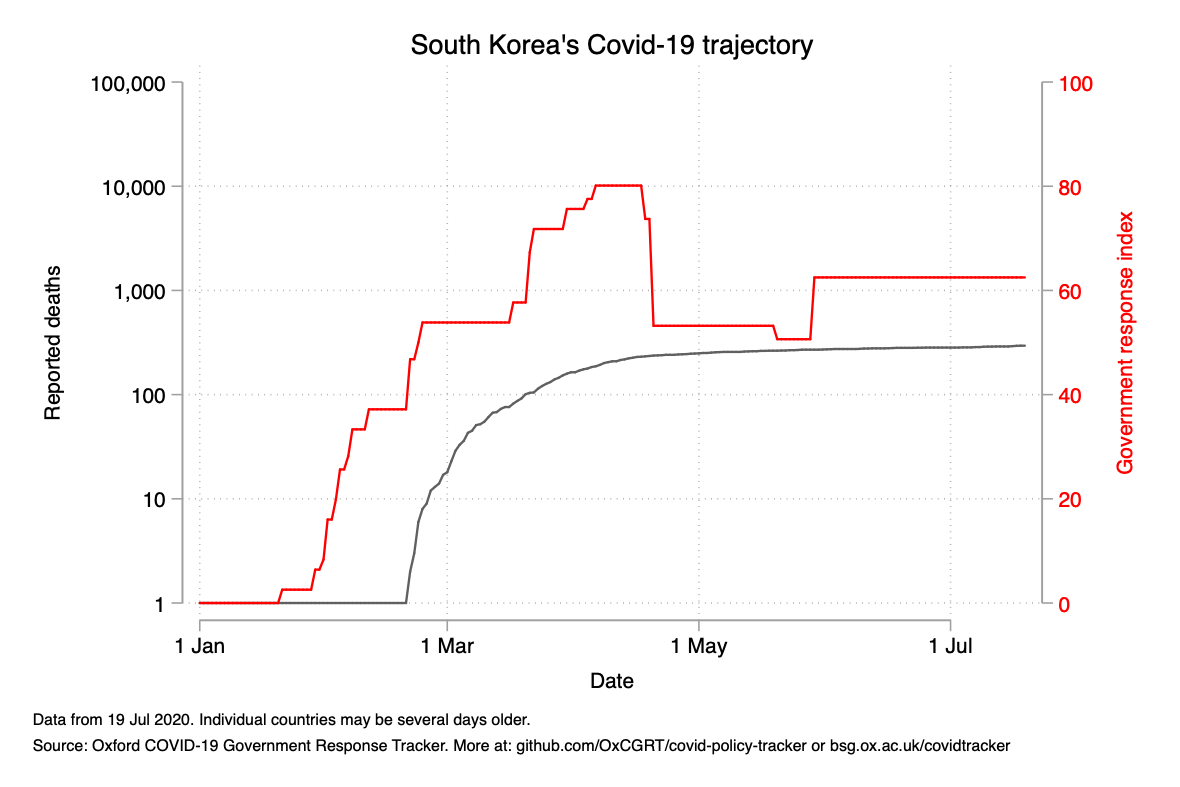 South Korea's Covid-19 trajectory
100,000
10,000
1,000
100
10
1
Reported deaths
100
80
60
40
20
0
Government response index
1 Jan
1 Mar
1 May
1 Jul
Date
Data from 19 Jul 2020. Individual countries may be several days older.
Source: Oxford COVID-19 Government Response Tracker. More at: github.com/OxCGRT/covid-policy-tracker or bsg.ox.ac.uk/covidtracker